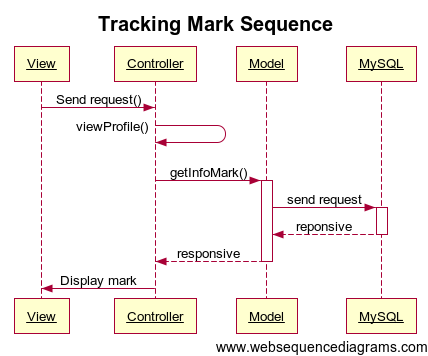 Tracking Mark Sequence
View Controller Model MySQL
Send request()
viewProfile()
getInfoMark()
send request
reponsive
responsive
Display mark
View Controller Model MySQL
www.websequencediagrams.com